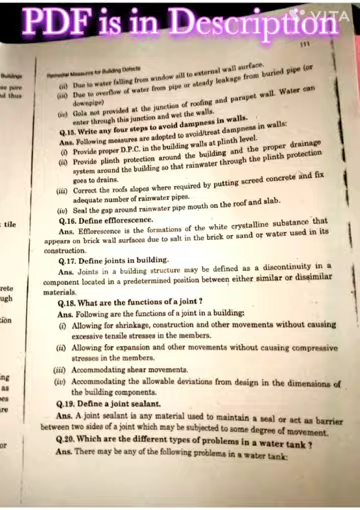 PDF is in Description
VITA
111
Buildings
Remedial Measures for Building Defects
(ii) Due to water falling from window sill to external wall surface.
(iii) Due to overflow of water from pipe or steady leakage from buried pipe (or
downpipe)
(iv) Gola not provided at the junction of roofing and parapet wall. Water can
enter through this junction and wet the walls.
Q.15. Write any four steps to avoid dampness in walls.
Ans. Following measures are adopted to avoid/treat dampness in walls:
(i) Provide proper D.P.C. in the building walls at plinth level.
(ii) Provide plinth protection around the building and the proper drainage
system around the building so that rainwater through the plinth protection
goes to drains.
(iii) Correct the roofs slopes where required by putting screed concrete and fix
adequate number of rainwater pipes.
(iv) Seal the gap around rainwater pipe mouth on the roof and slab.
Q.16. Define efflorescence.
Ans. Efflorescence is the formations of the white crystalline substance that
appears on brick wall surfaces due to salt in the brick or sand or water used in its
construction.
Q.17. Define joints in building.
Ans. Joints in a building structure may be defined as a discontinuity in a
component located in a predetermined position between either similar or dissimilar
materials.
Q.18. What are the functions of a joint ?
Ans. Following are the functions of a joint in a building:
(i) Allowing for shrinkage, construction and other movements without causing
excessive tensile stresses in the members.
(ii) Allowing for expansion and other movements without causing compressive
stresses in the members.
(iii) Accommodating shear movements.
(iv) Accommodating the allowable deviations from design in the dimensions of
the building components.
Q.19. Define a joint sealant.
Ans. A joint sealant is any material used to maintain a seal or act as barrier
between two sides of a joint which may be subjected to some degree of movement.
Q.20. Which are the different types of problems in a water tank ?
Ans. There may be any of the following problems in a water tank: